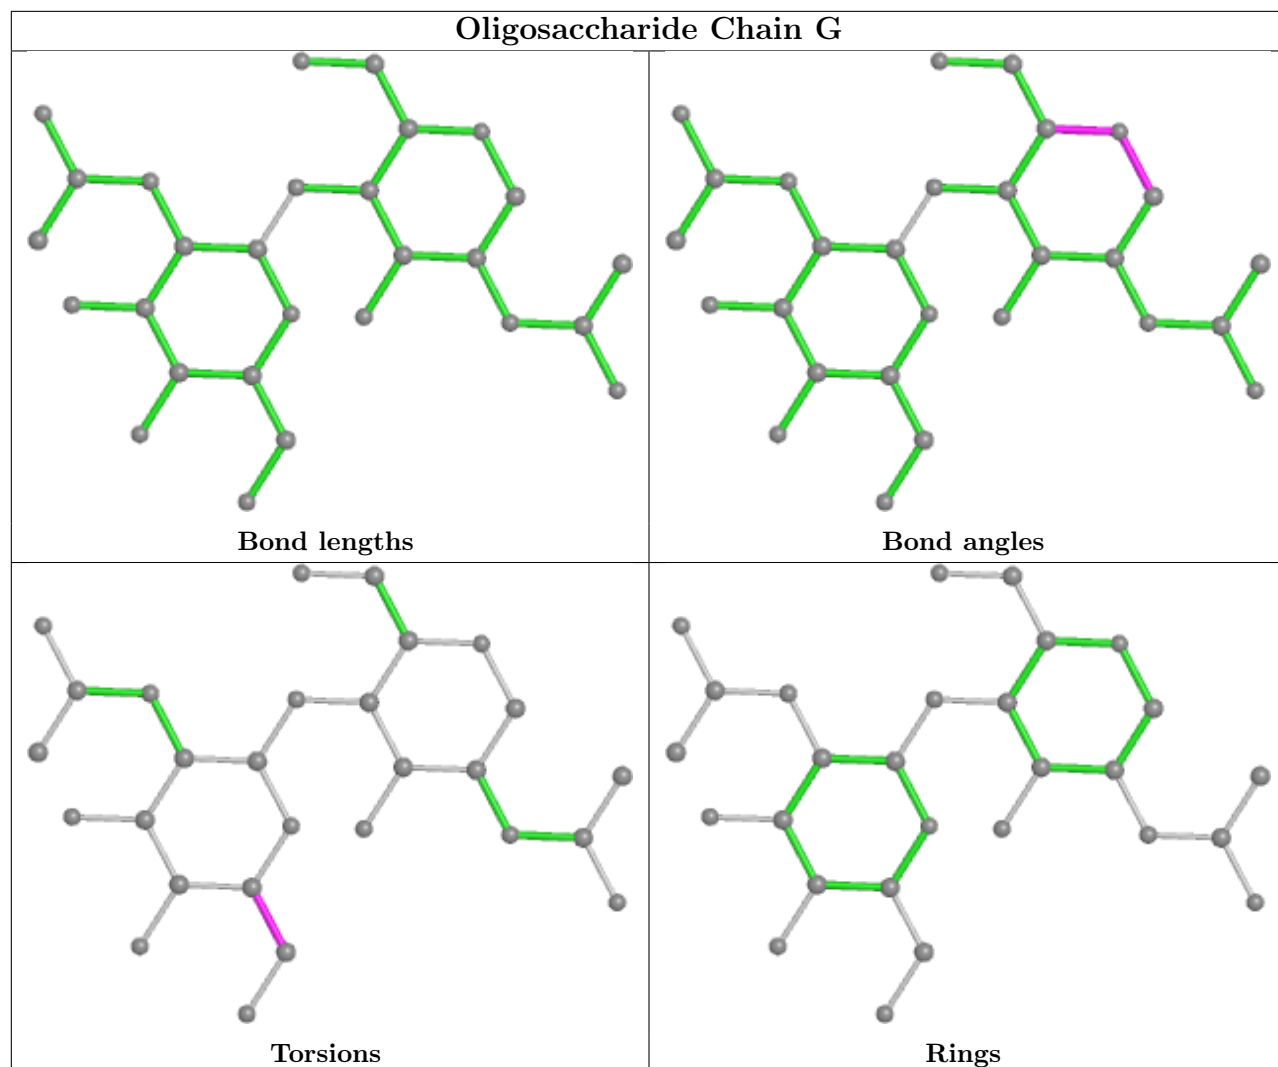 Oligosaccharide Chain G
Bond lengths
Bond angles
Torsions
Rings